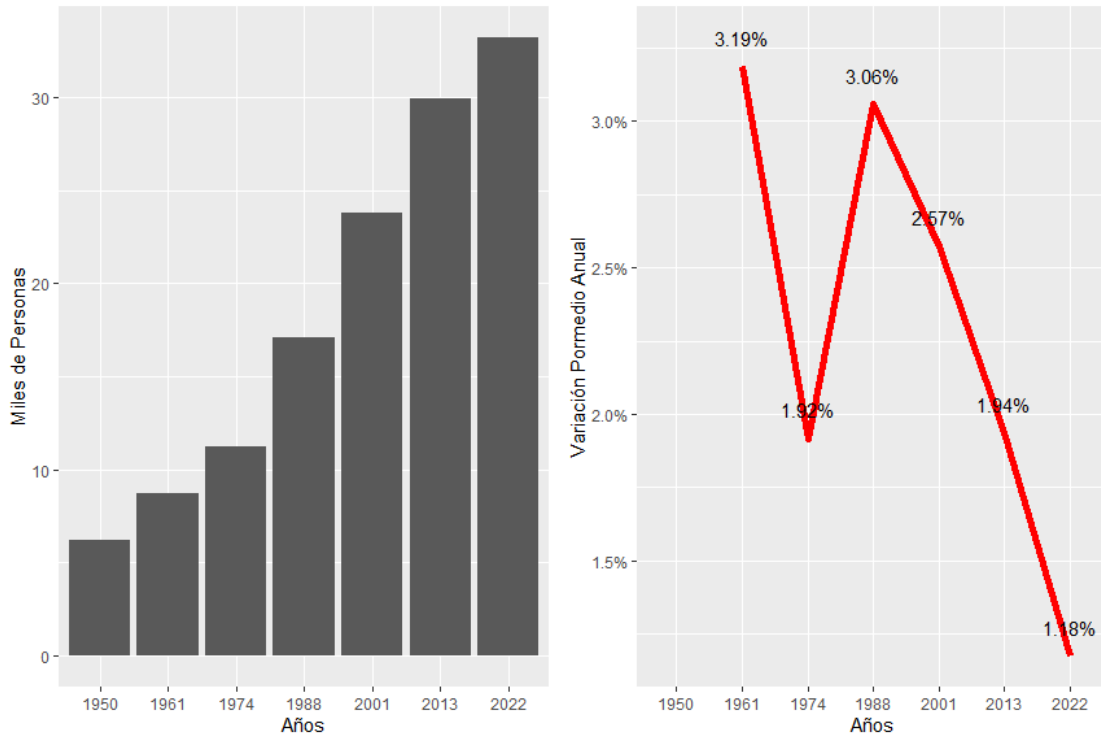 Miles de Personas
30
20
10
0
1950 1961 1974 1988 2001 2013 2022
Años
Variación Pormedio Anual
3.0%
2.5%
2.0%
1.5%
3.19%
1.92%
3.06%
2.57%
1.94%
1.18%
1950 1961 1974 1988 2001 2013 2022
Años